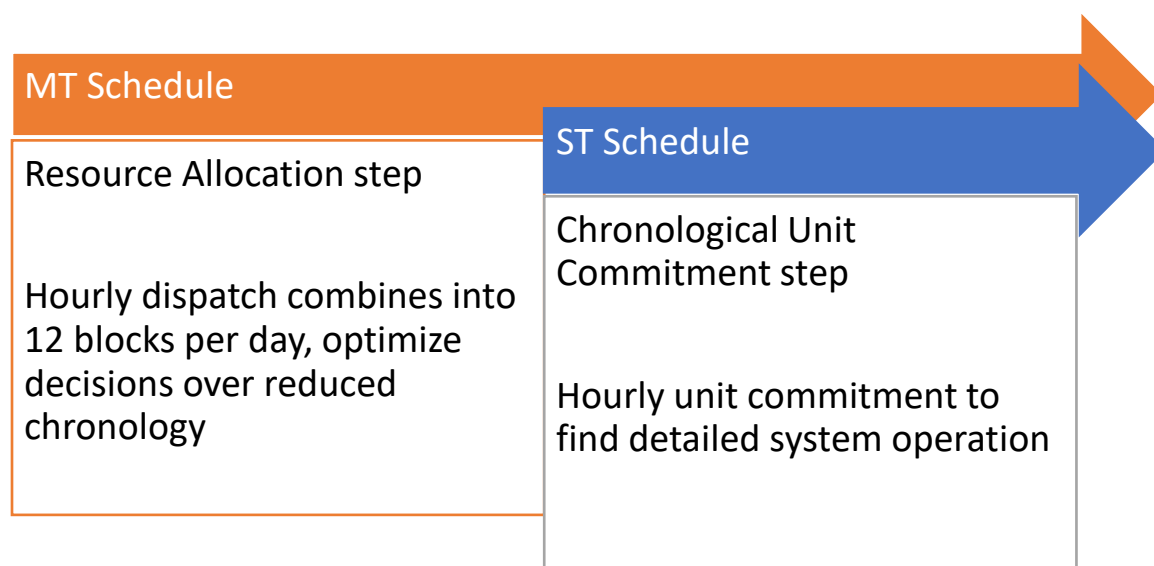 MT Schedule
Resource Allocation step
Hourly dispatch combines into
12 blocks per day, optimize
decisions over reduced
chronology
ST Schedule
Chronological Unit
Commitment step
Hourly unit commitment to
find detailed system operation